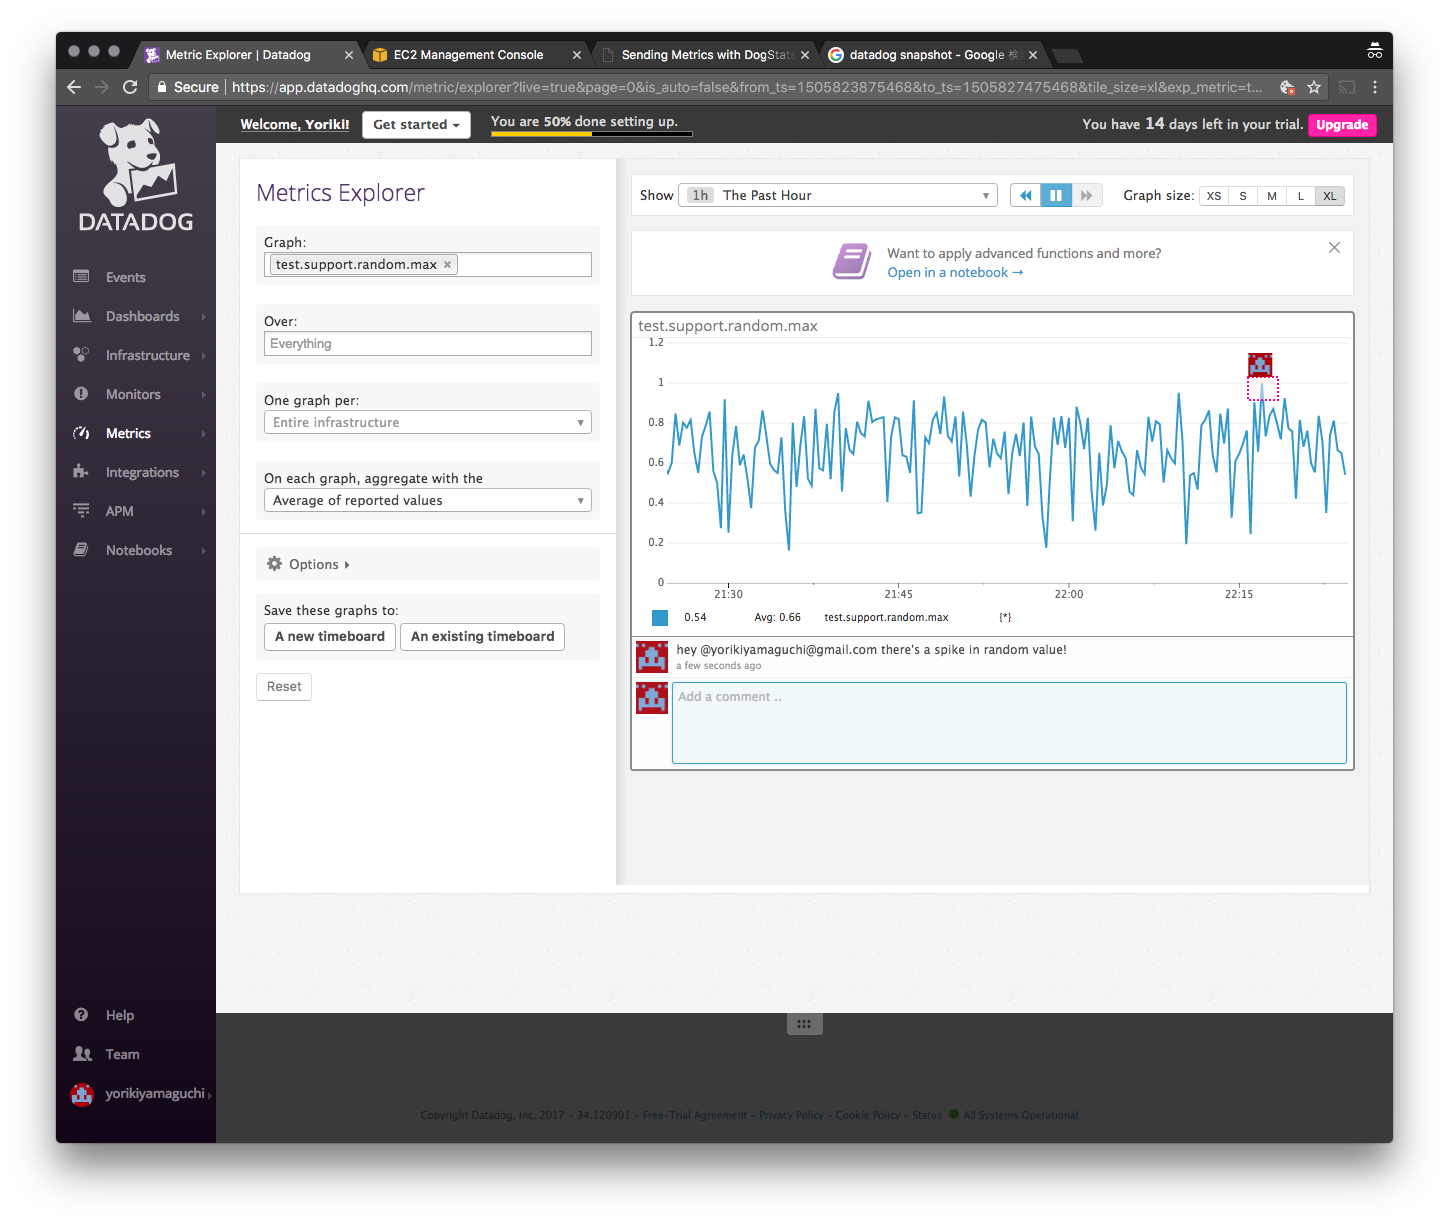 Metric Explorer | Datadog
EC2 Management Console
Sending Metrics with DogStats
datadog snapshot - Google 検
Secure
https://app.datadoghq.com/metric/explorer?live=true&page=0&is_auto=false&from_ts=1505823875468&to_ts=1505827475468&tile_size=xl&exp_metric=t...
DATADOG
Events
Dashboards
Infrastructure
Monitors
Metrics
Integrations
APM
Notebooks
Help
Team
yorikiyamaguchi
Welcome, Yoriki!
Get started
You are 50% done setting up.
You have 14 days left in your trial.
Upgrade
Metrics Explorer
Graph:
test.support.random.max ×
Over:
Everything
One graph per:
Entire infrastructure
On each graph, aggregate with the
Average of reported values
Options
Save these graphs to:
A new timeboard
An existing timeboard
Reset
Show
1h The Past Hour
Graph size:
XS S M L XL
Want to apply advanced functions and more?
Open in a notebook →
test.support.random.max
1.2
1
0.8
0.6
0.4
0.2
0
21:30 21:45 22:00 22:15
0.54 Avg: 0.66 test.support.random.max {*}
hey @yorikiyamaguchi@gmail.com there's a spike in random value!
a few seconds ago
Add a comment ..
Copyright Datadog, Inc. 2017 – 34.120901 – Free-Trial Agreement – Privacy Policy – Cookie Policy – Status All Systems Operational